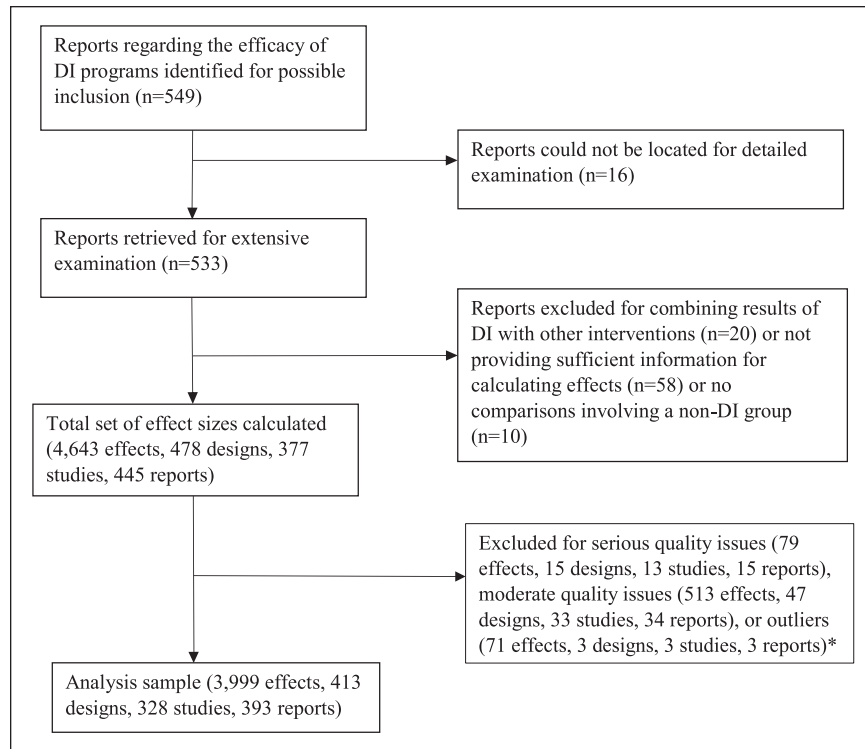 Reports regarding the efficacy of
DI programs identified for possible
inclusion (n=549)
Reports could not be located for detailed
examination (n=16)
Reports retrieved for extensive
examination (n=533)
Reports excluded for combining results of
DI with other interventions (n=20) or not
providing sufficient information for
calculating effects (n=58) or no
comparisons involving a non-DI group
(n=10)
Total set of effect sizes calculated
(4,643 effects, 478 designs, 377
studies, 445 reports)
Excluded for serious quality issues (79
effects, 15 designs, 13 studies, 15 reports),
moderate quality issues (513 effects, 47
designs, 33 studies, 34 reports), or outliers
(71 effects, 3 designs, 3 studies, 3 reports)*
Analysis sample (3,999 effects, 413
designs, 328 studies, 393 reports)